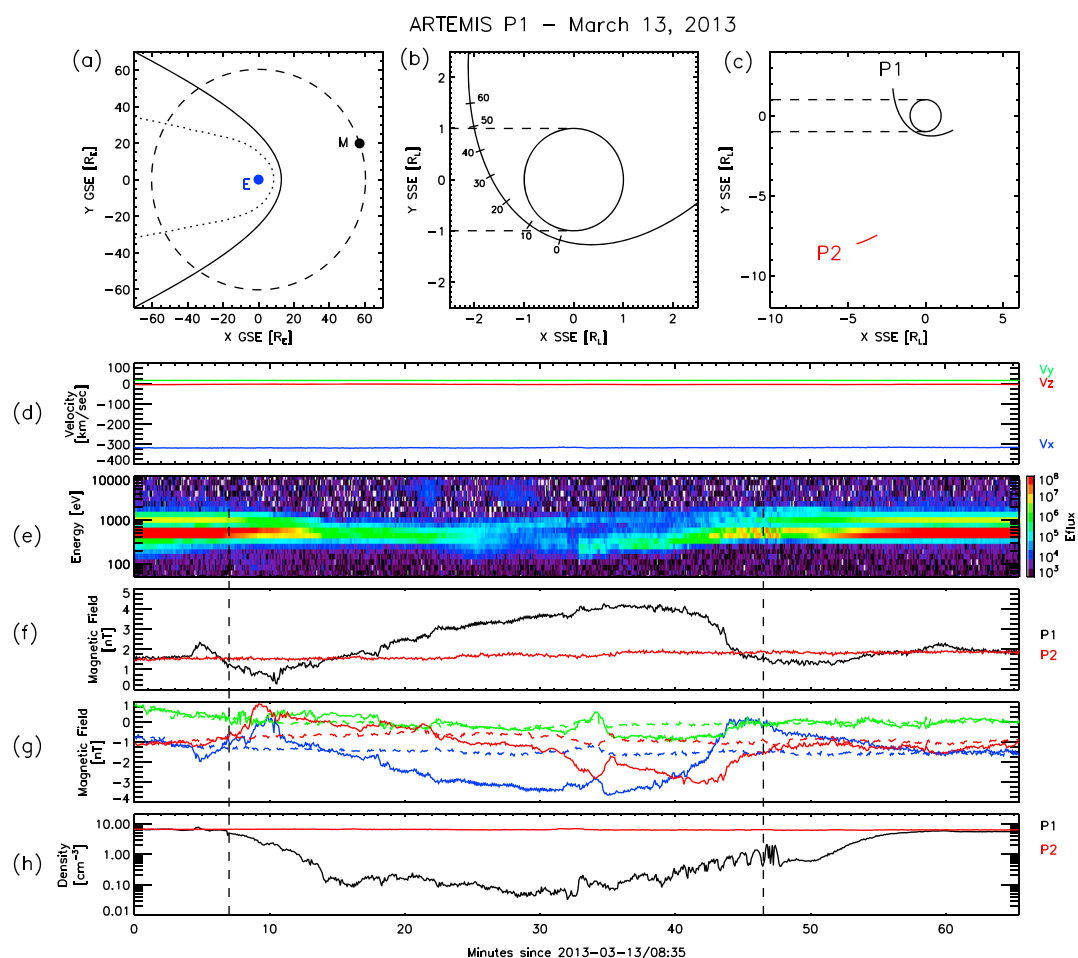 ARTEMIS P1 − March 13, 2013
(a)
60
40
20
0
−20
−40
−60
Y GSE [R_E]
M
E
−60 −40 −20 0 20 40 60
X GSE [R_E]
(b)
2
1
0
−1
−2
Y SSE [R_L]
60
50
40
30
20
10
0
−2 −1 0 1 2
X SSE [R_L]
(c)
0
−5
−10
Y SSE [R_L]
P1
P2
−10 −5 0 5
X SSE [R_L]
(d)
Velocity
[km/sec]
100
0
−100
−200
−300
−400
Vy
Vz
Vx
(e)
Energy [eV]
10000
1000
100
10^8
10^7
10^6
10^5
10^4
10^3
Eflux
(f)
Magnetic Field
[nT]
5
4
3
2
1
0
P1
P2
(g)
Magnetic Field
[nT]
1
0
−1
−2
−3
−4
(h)
Density
[cm^−3]
10.00
1.00
0.10
0.01
P1
P2
0 10 20 30 40 50 60
Minutes since 2013−03−13/08:35